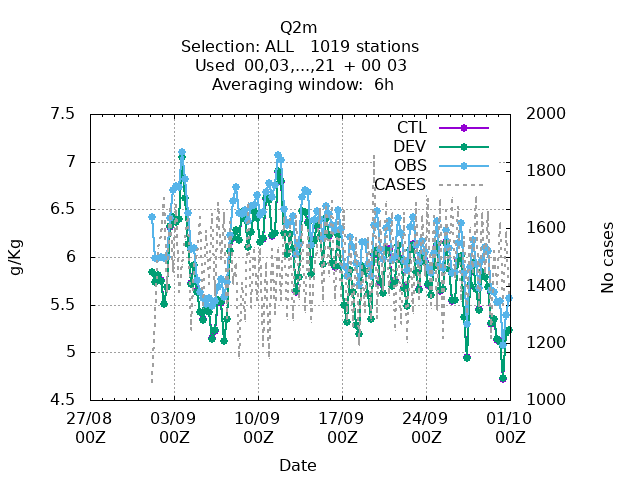 Q2m
Selection: ALL   1019 stations
Used  00,03,...,21  + 00 03
Averaging window:  6h
7.5
7
6.5
6
5.5
5
4.5
g/Kg
2000
1800
1600
1400
1200
1000
No cases
CTL
DEV
OBS
CASES
27/08 03/09 10/09 17/09 24/09 01/10
00Z 00Z 00Z 00Z 00Z 00Z
Date